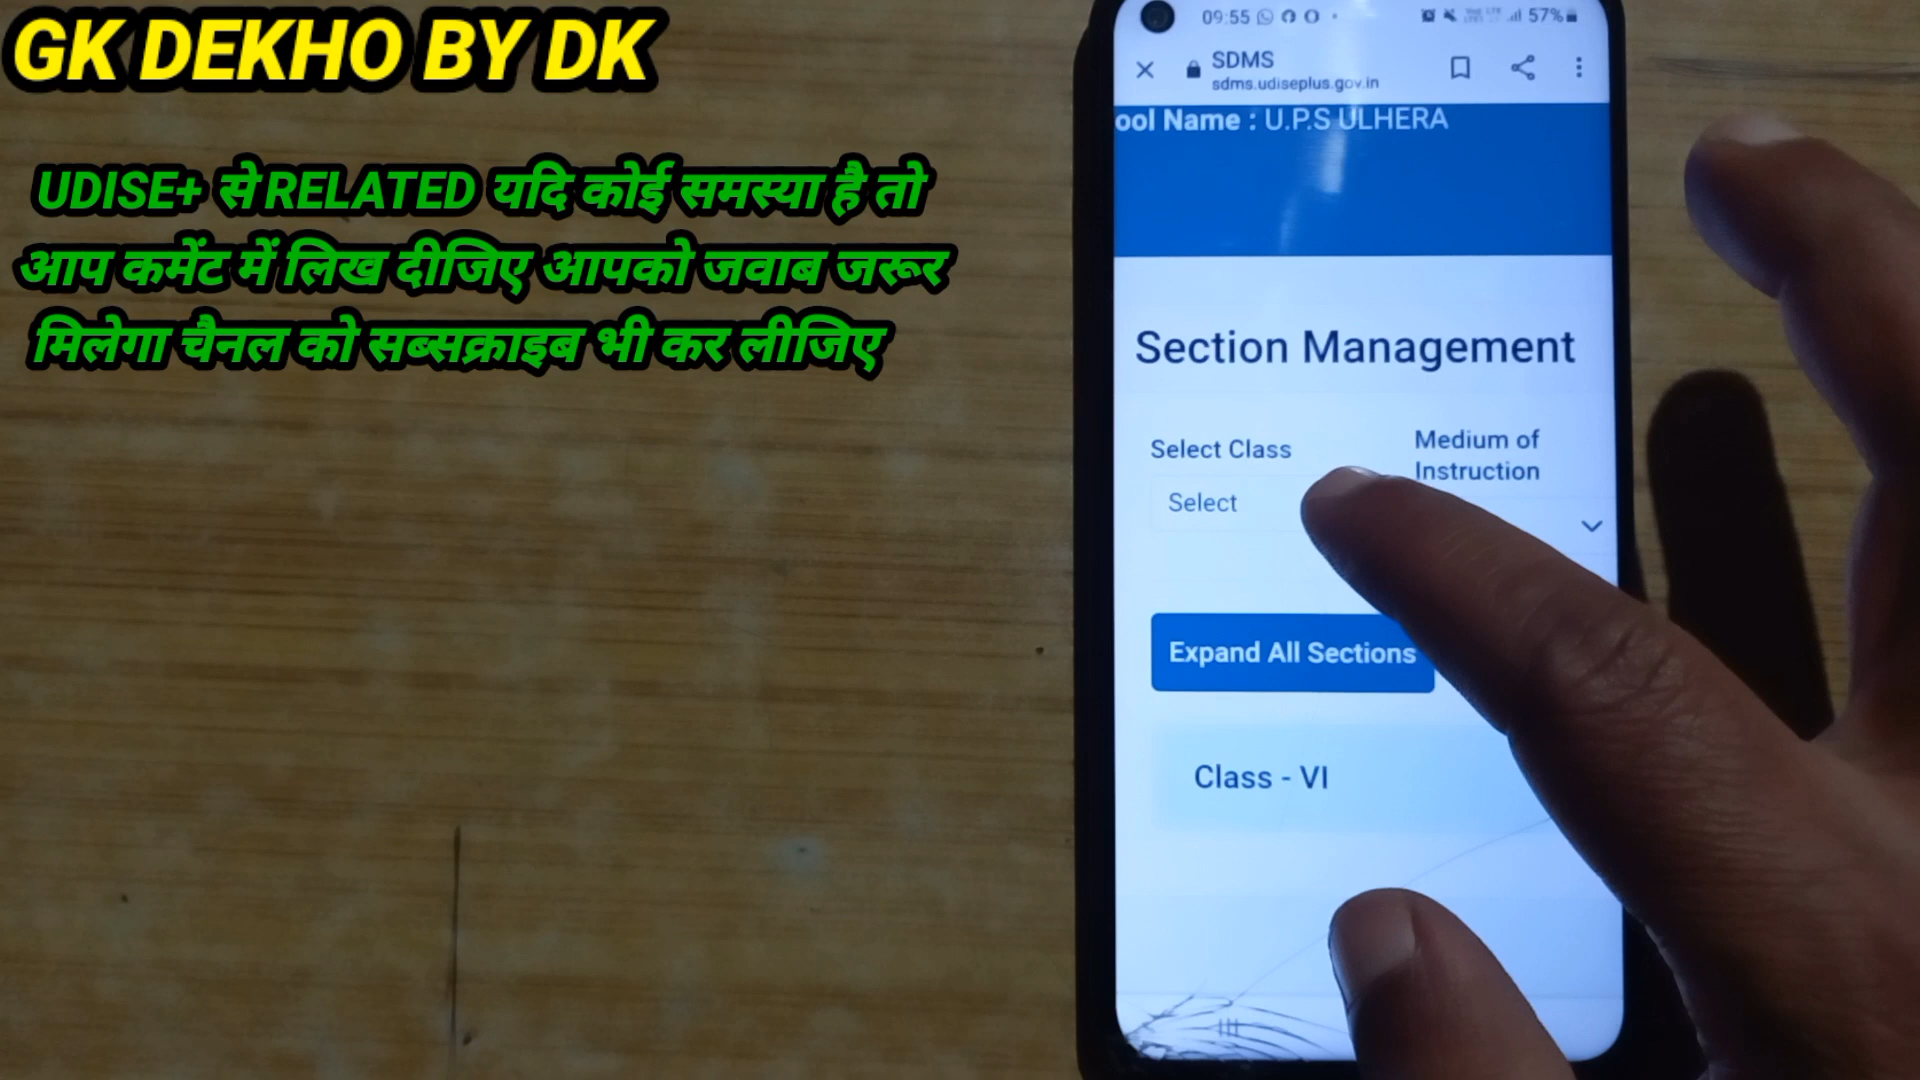 GK DEKHO BY DK
UDISE+ से RELATED यदि कोई समस्या है तो
आप कमेंट में लिख दीजिए आपको जवाब जरूर
मिलेगा चैनल को सब्सक्राइब भी कर लीजिए
09:55 57%
SDMS
sdms.udiseplus.gov.in
ool Name : U.P.S ULHERA
Section Management
Select Class
Medium of
Instruction
Select
Expand All Sections
Class - VI